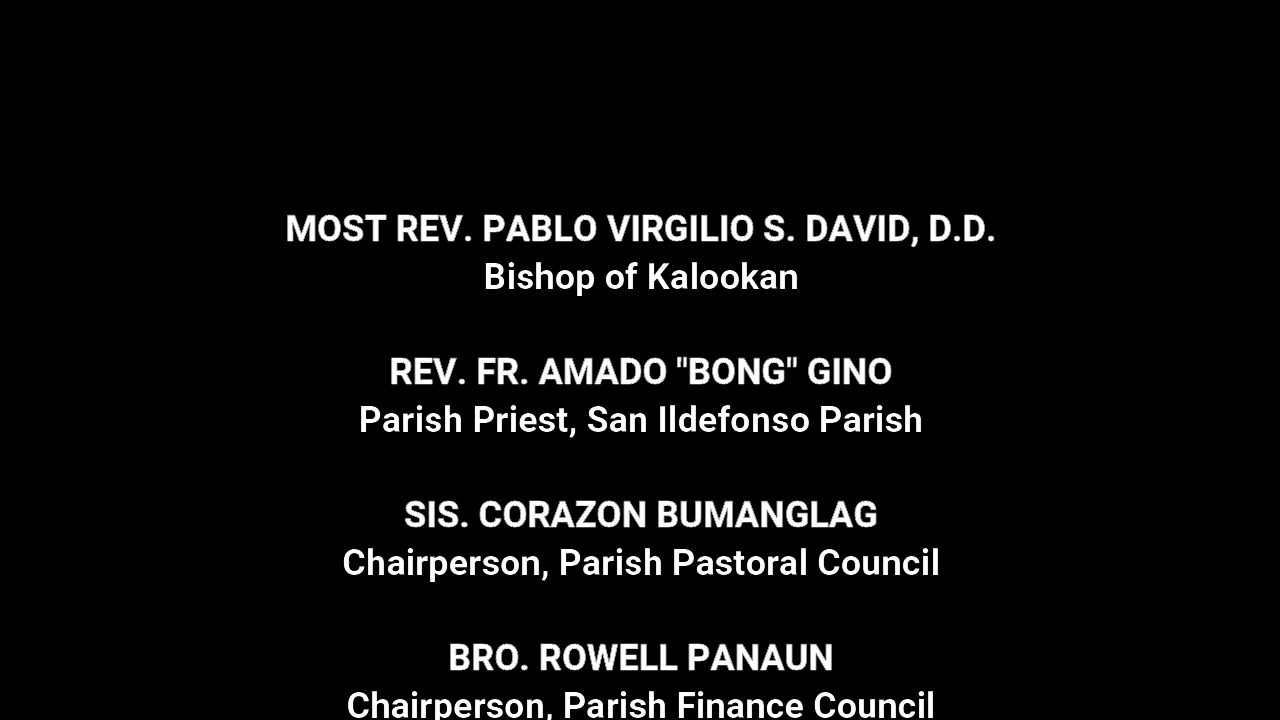 MOST REV. PABLO VIRGILIO S. DAVID, D.D.
Bishop of Kalookan
REV. FR. AMADO "BONG" GINO
Parish Priest, San Ildefonso Parish
SIS. CORAZON BUMANGLAG
Chairperson, Parish Pastoral Council
BRO. ROWELL PANAUN
Chairperson, Parish Finance Council